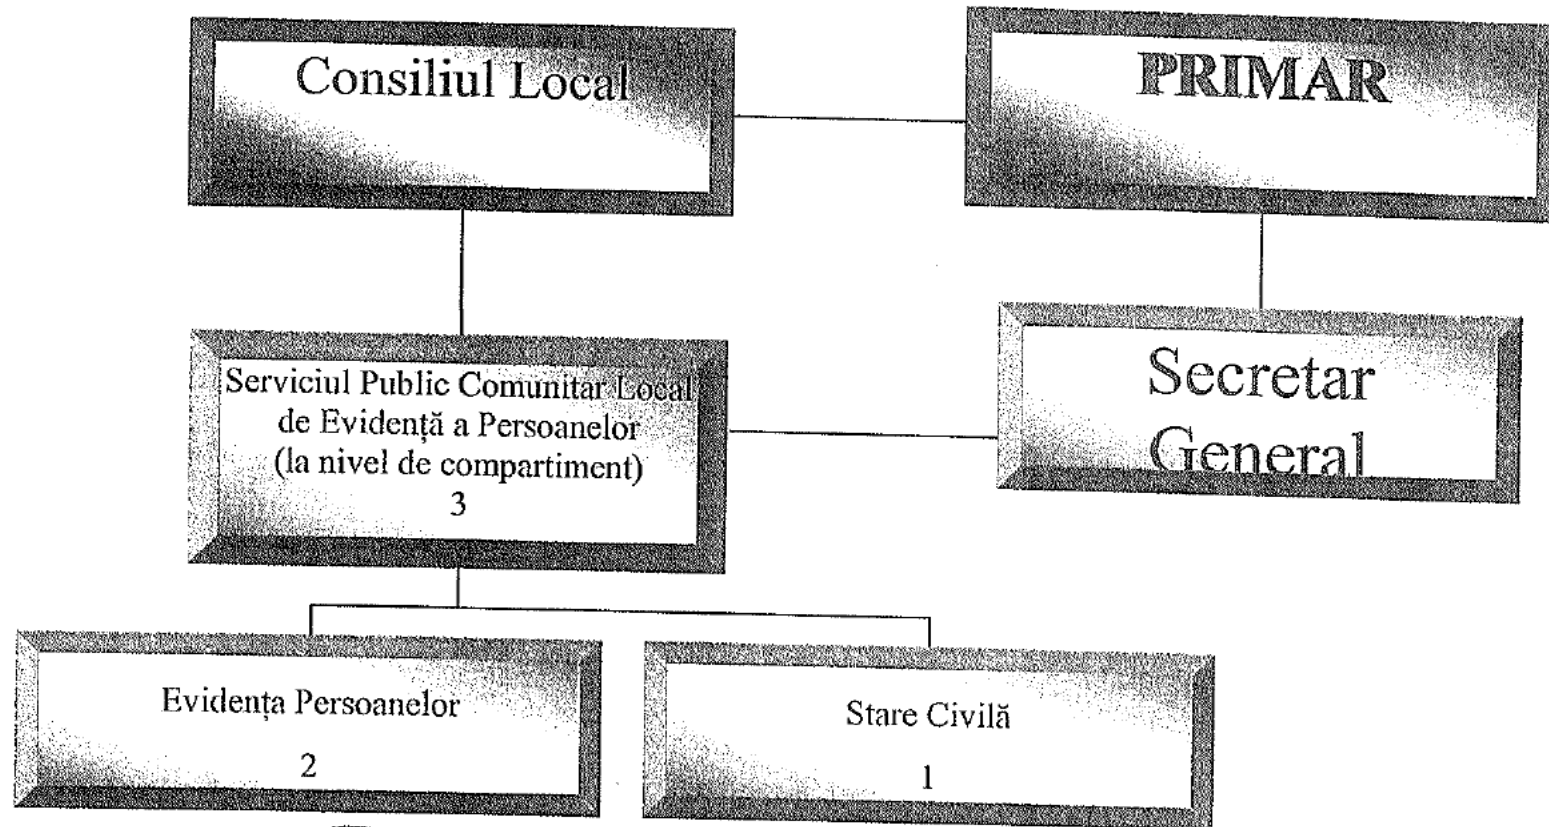 Consiliul Local
PRIMAR
Serviciul Public Comunitar Local
de Evidență a Persoanelor
(la nivel de compartiment)
3
Secretar
General
Evidența Persoanelor
2
Stare Civilă
1